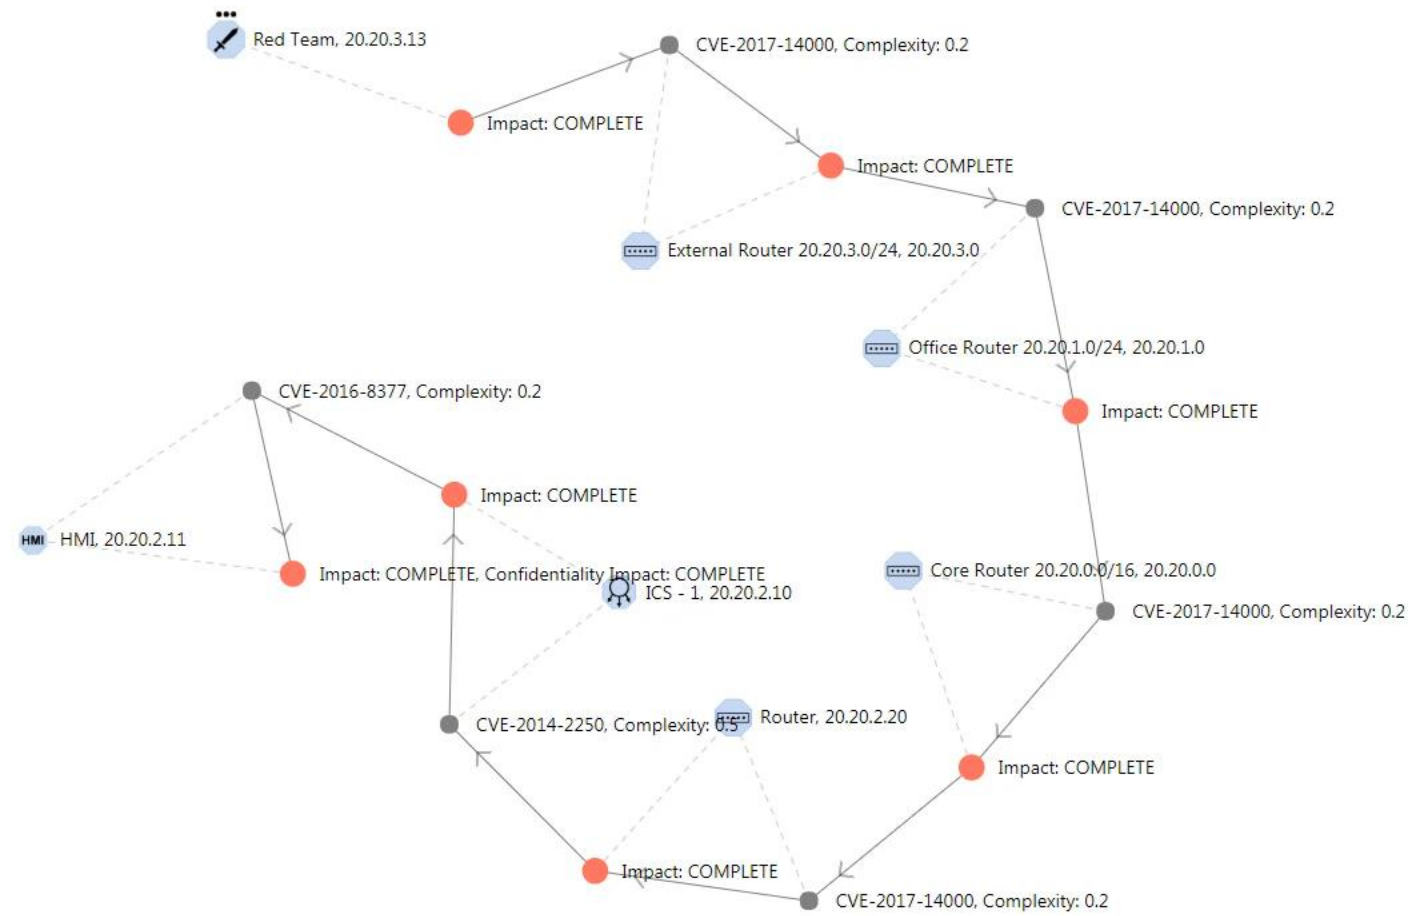 Red Team, 20.20.3.13
CVE-2017-14000, Complexity: 0.2
Impact: COMPLETE
Impact: COMPLETE
CVE-2017-14000, Complexity: 0.2
External Router 20.20.3.0/24, 20.20.3.0
Office Router 20.20.1.0/24, 20.20.1.0
CVE-2016-8377, Complexity: 0.2
Impact: COMPLETE
Impact: COMPLETE
HMI
HMI, 20.20.2.11
Impact: COMPLETE, Confidentiality Impact: COMPLETE
Core Router 20.20.0.0/16, 20.20.0.0
ICS - 1, 20.20.2.10
CVE-2017-14000, Complexity: 0.2
Router, 20.20.2.20
CVE-2014-2250, Complexity: 0.5
Impact: COMPLETE
Impact: COMPLETE
CVE-2017-14000, Complexity: 0.2